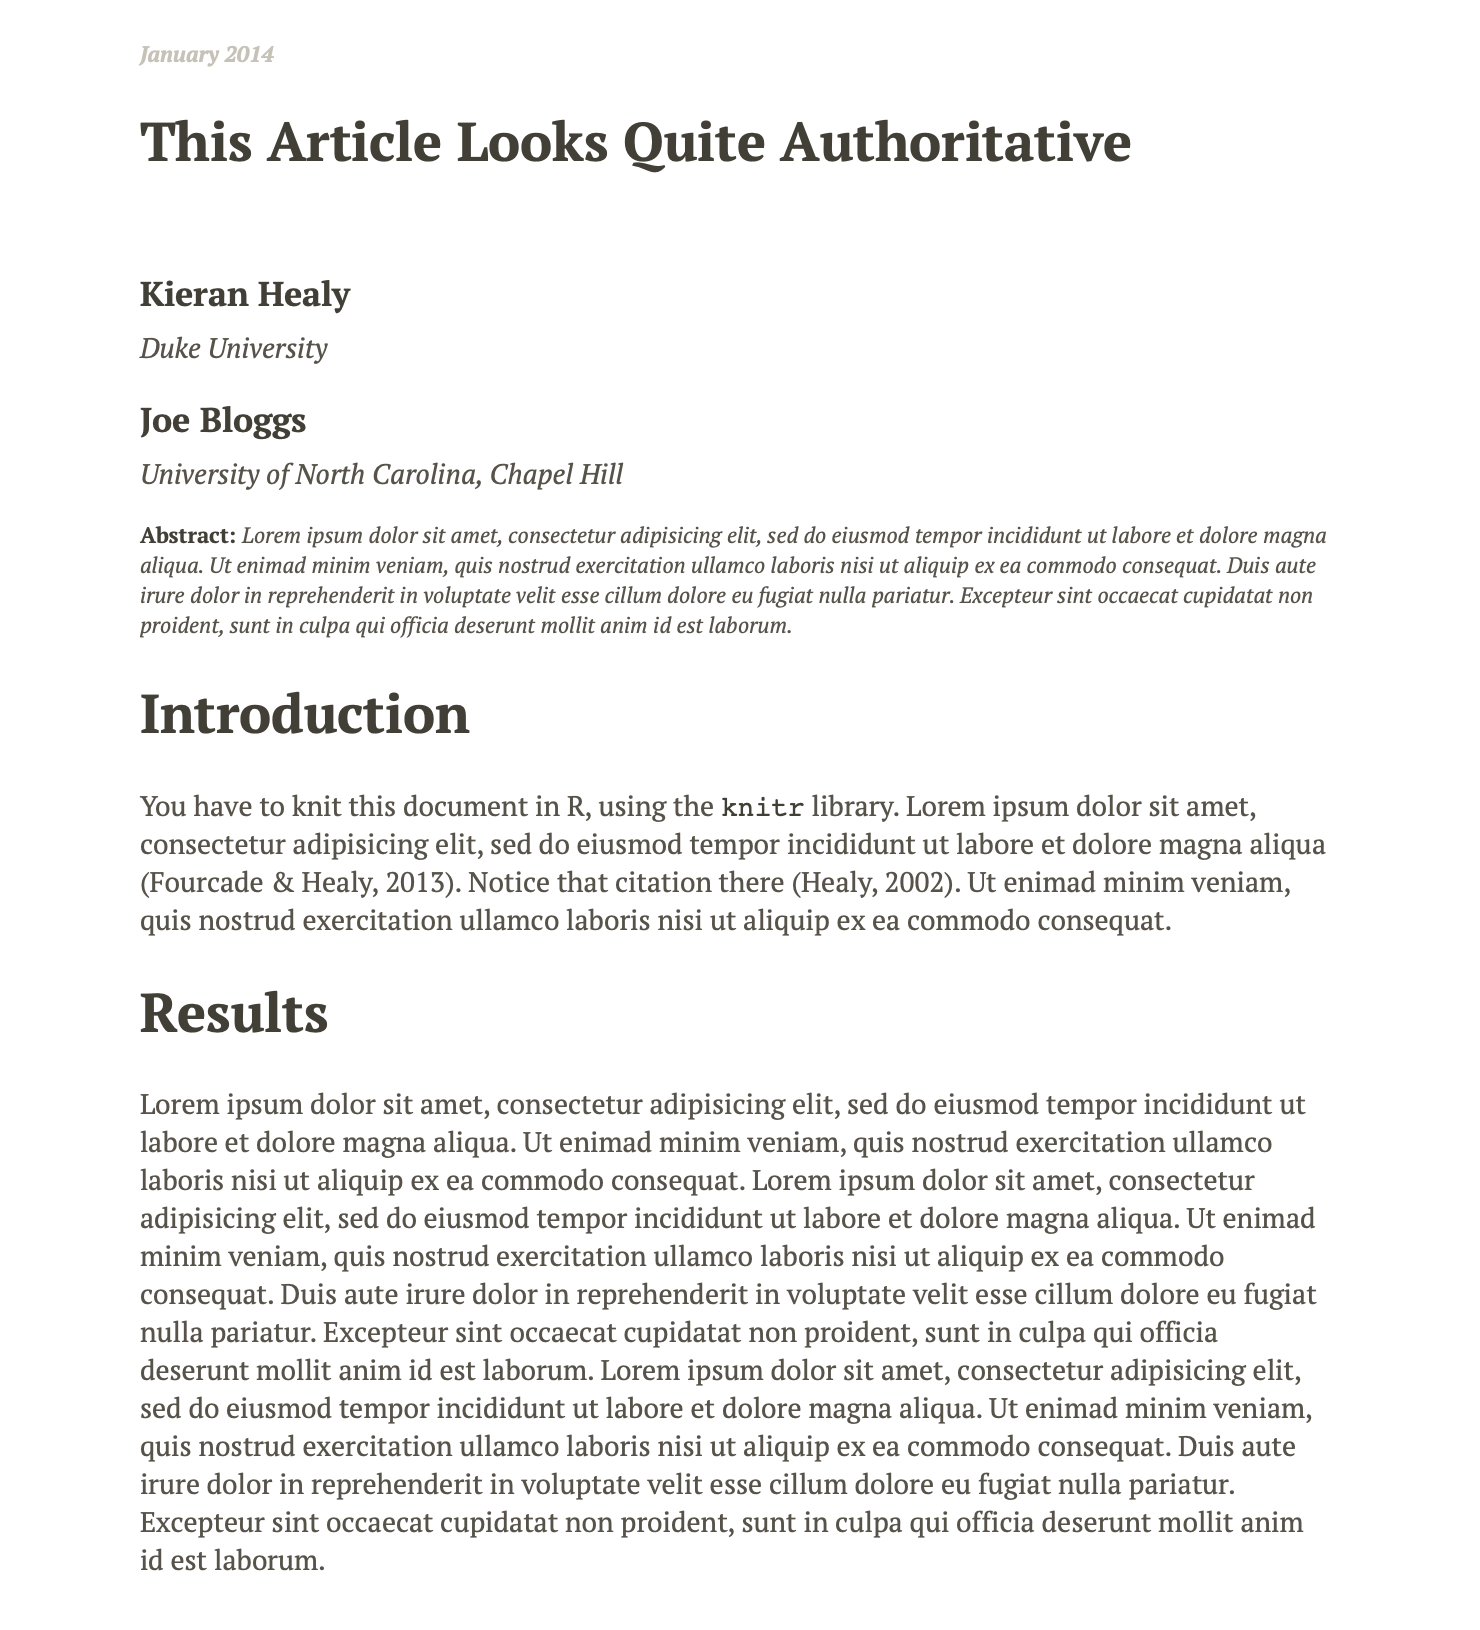 January 2014
This Article Looks Quite Authoritative
Kieran Healy
Duke University
Joe Bloggs
University of North Carolina, Chapel Hill
Abstract: Lorem ipsum dolor sit amet, consectetur adipisicing elit, sed do eiusmod tempor incididunt ut labore et dolore magna
aliqua. Ut enimad minim veniam, quis nostrud exercitation ullamco laboris nisi ut aliquip ex ea commodo consequat. Duis aute
irure dolor in reprehenderit in voluptate velit esse cillum dolore eu fugiat nulla pariatur. Excepteur sint occaecat cupidatat non
proident, sunt in culpa qui officia deserunt mollit anim id est laborum.
Introduction
You have to knit this document in R, using the knitr library. Lorem ipsum dolor sit amet,
consectetur adipisicing elit, sed do eiusmod tempor incididunt ut labore et dolore magna aliqua
(Fourcade & Healy, 2013). Notice that citation there (Healy, 2002). Ut enimad minim veniam,
quis nostrud exercitation ullamco laboris nisi ut aliquip ex ea commodo consequat.
Results
Lorem ipsum dolor sit amet, consectetur adipisicing elit, sed do eiusmod tempor incididunt ut
labore et dolore magna aliqua. Ut enimad minim veniam, quis nostrud exercitation ullamco
laboris nisi ut aliquip ex ea commodo consequat. Lorem ipsum dolor sit amet, consectetur
adipisicing elit, sed do eiusmod tempor incididunt ut labore et dolore magna aliqua. Ut enimad
minim veniam, quis nostrud exercitation ullamco laboris nisi ut aliquip ex ea commodo
consequat. Duis aute irure dolor in reprehenderit in voluptate velit esse cillum dolore eu fugiat
nulla pariatur. Excepteur sint occaecat cupidatat non proident, sunt in culpa qui officia
deserunt mollit anim id est laborum. Lorem ipsum dolor sit amet, consectetur adipisicing elit,
sed do eiusmod tempor incididunt ut labore et dolore magna aliqua. Ut enimad minim veniam,
quis nostrud exercitation ullamco laboris nisi ut aliquip ex ea commodo consequat. Duis aute
irure dolor in reprehenderit in voluptate velit esse cillum dolore eu fugiat nulla pariatur.
Excepteur sint occaecat cupidatat non proident, sunt in culpa qui officia deserunt mollit anim
id est laborum.